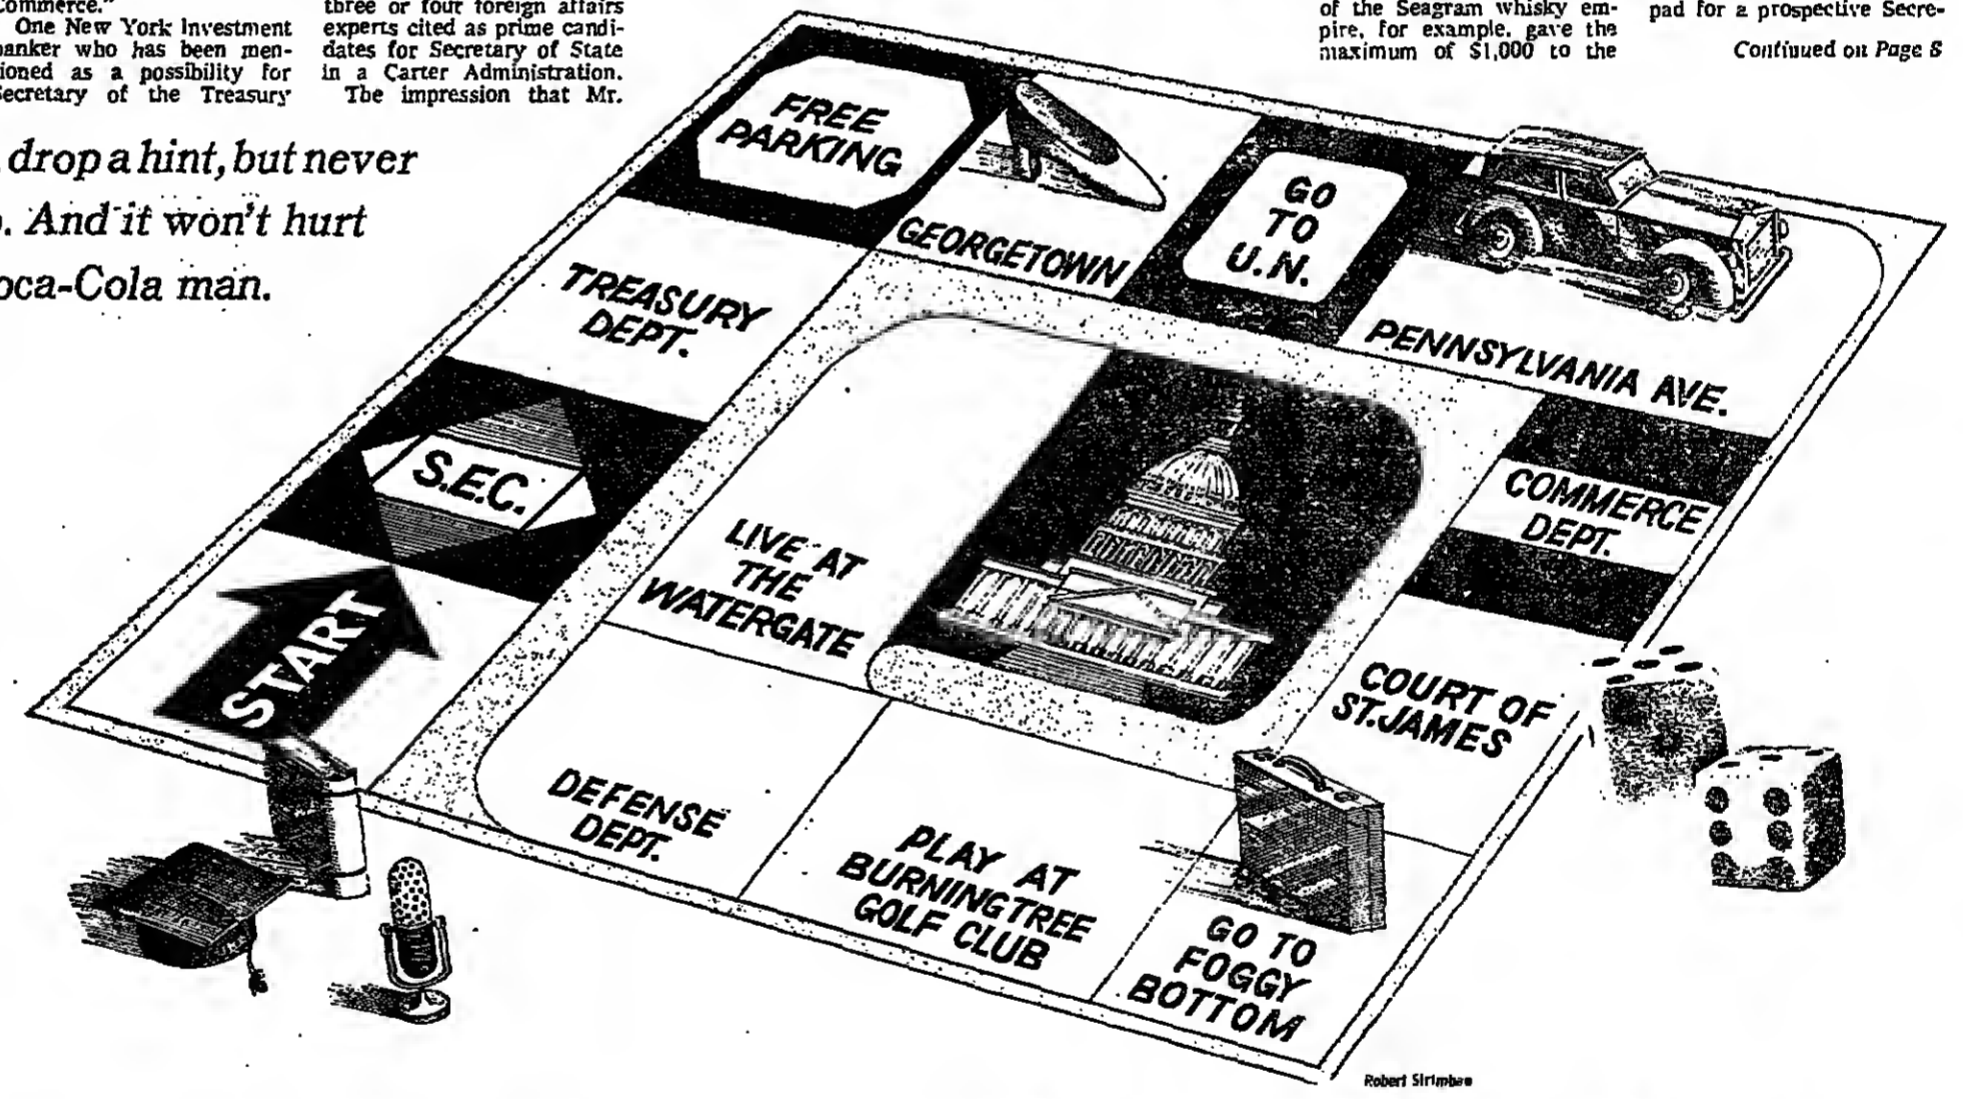 Commerce."
One New York Investment
banker who has been men-
tioned as a possibility for
Secretary of the Treasury
three or four foreign affairs
experts cited as prime candi-
dates for Secretary of State
in a Carter Administration.
The impression that Mr.
of the Seagram whisky em-
pire, for example, gave the
maximum of $1,000 to the
pad for a prospective Secre-
Continued on Page 8
drop a hint, but never
. And it won't hurt
oca-Cola man.
FREE
PARKING
GEORGETOWN
GO
TO
U.N.
PENNSYLVANIA AVE.
TREASURY
DEPT.
S.E.C.
START
LIVE AT
THE
WATERGATE
COMMERCE
DEPT.
COURT OF
ST. JAMES
DEFENSE
DEPT.
PLAY AT
BURNING TREE
GOLF CLUB
GO TO
FOGGY
BOTTOM
Robert